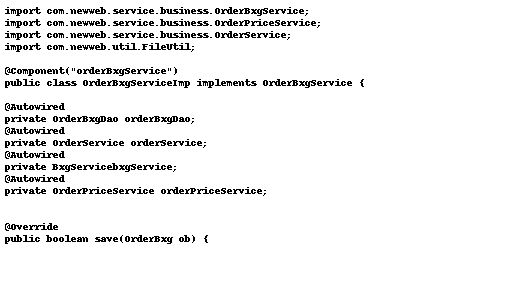 import com.newweb.service.business.OrderBxgService;
import com.newweb.service.business.OrderPriceService;
import com.newweb.service.business.OrderService;
import com.newweb.util.FileUtil;
@Component("orderBxgService")
public class OrderBxgServiceImp implements OrderBxgService {
@Autowired
private OrderBxgDao orderBxgDao;
@Autowired
private OrderService orderService;
@Autowired
private BxgServicebxgService;
@Autowired
private OrderPriceService orderPriceService;
@Override
public boolean save(OrderBxg ob) {